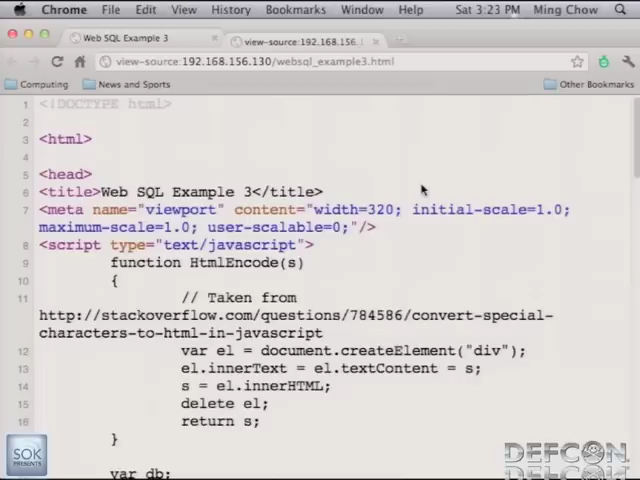 Chrome File Edit View History Bookmarks Window Help Sat 3:23 PM Ming Chow
Web SQL Example 3 view-source:192.168.156.
view-source:192.168.156.130/websql_example3.html
Computing News and Sports Other Bookmarks
1 <!DOCTYPE html>
2
3 <html>
4
5 <head>
6 <title>Web SQL Example 3</title>
7 <meta name="viewport" content="width=320; initial-scale=1.0;
maximum-scale=1.0; user-scalable=0;"/>
8 <script type="text/javascript">
9 function HtmlEncode(s)
10 {
11 // Taken from
http://stackoverflow.com/questions/784586/convert-special-
characters-to-html-in-javascript
12 var el = document.createElement("div");
13 el.innerText = el.textContent = s;
14 s = el.innerHTML;
15 delete el;
16 return s;
}
var db;
SOK
PRESENTS
DEFCON